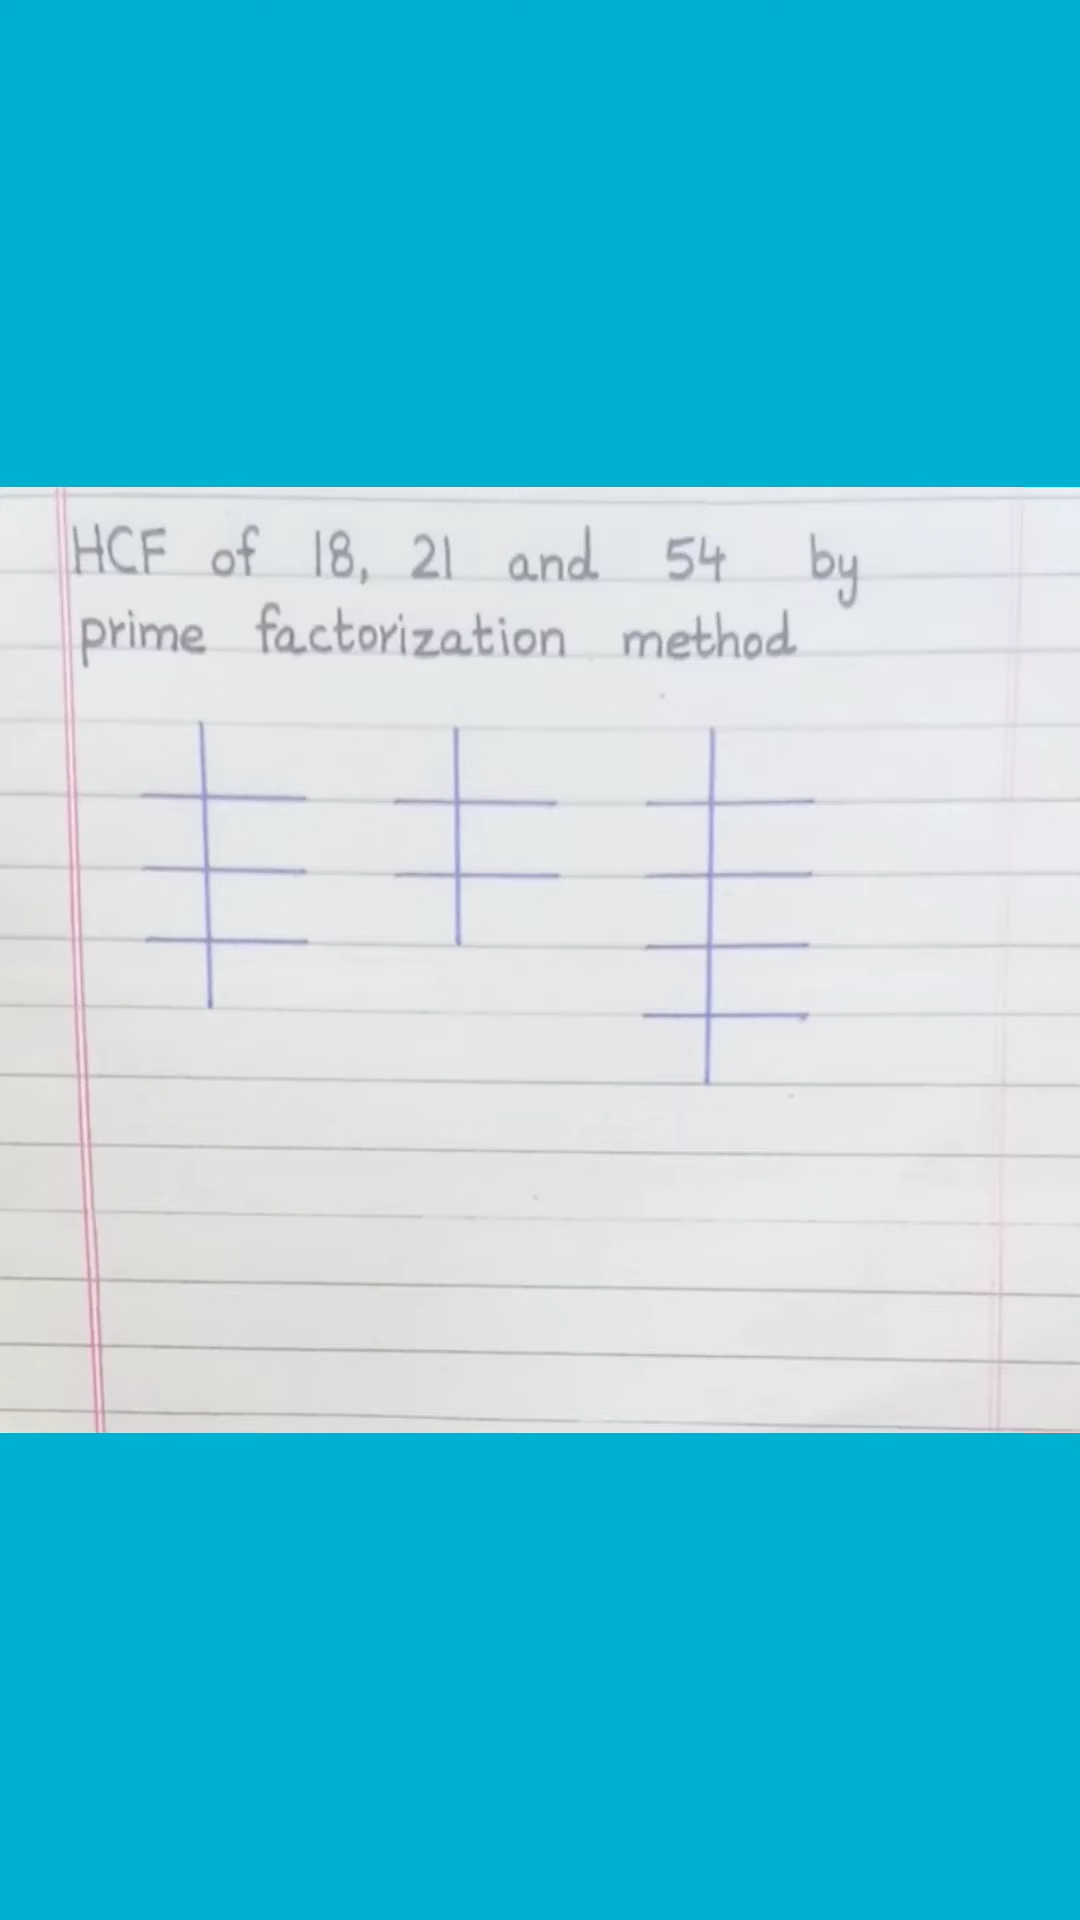 HCF of 18, 21 and 54 by
prime factorization method